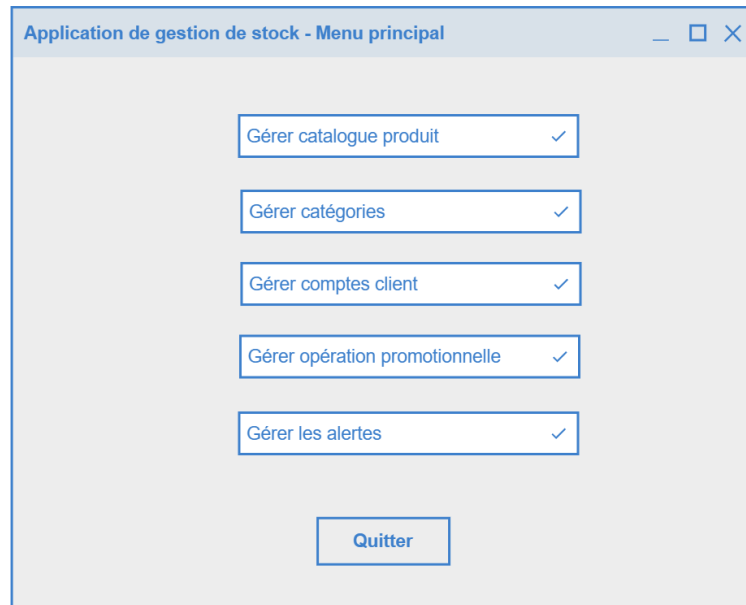 Application de gestion de stock - Menu principal
Gérer catalogue produit
Gérer catégories
Gérer comptes client
Gérer opération promotionnelle
Gérer les alertes
Quitter